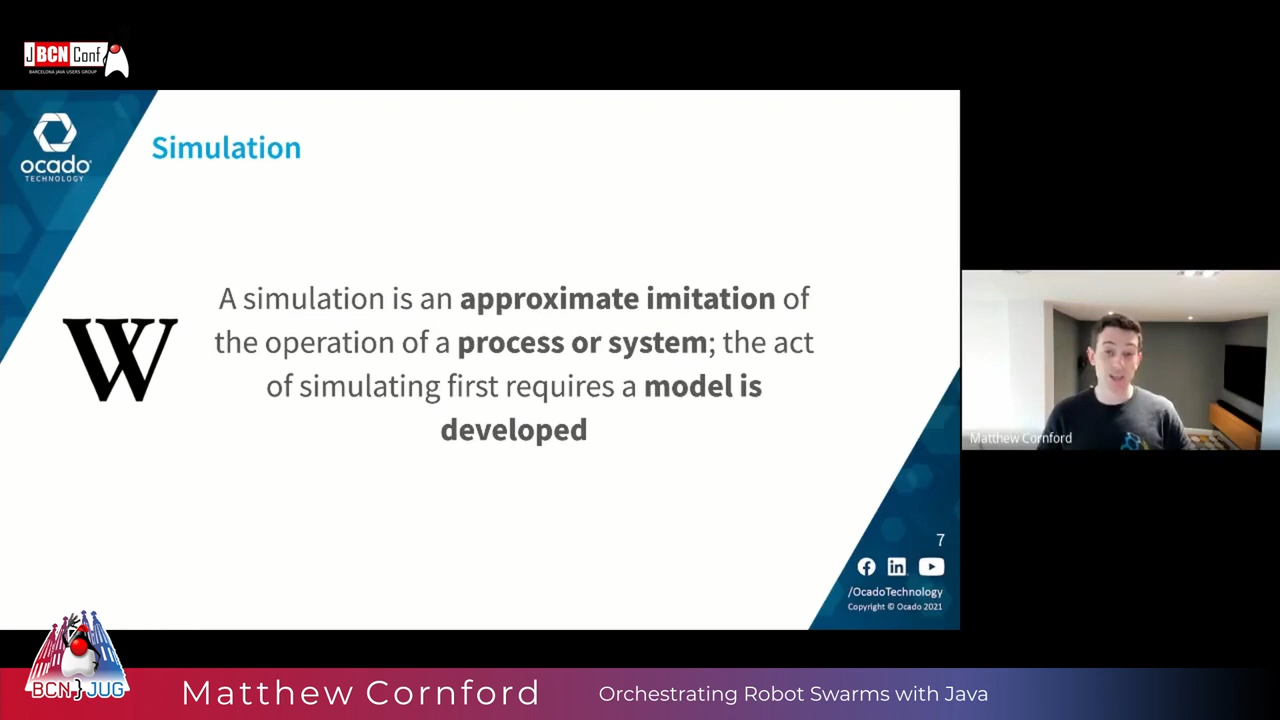 JBCNConf
BARCELONA JAVA USERS GROUP
ocado
TECHNOLOGY
Simulation
W
A simulation is an approximate imitation of
the operation of a process or system; the act
of simulating first requires a model is
developed
7
/OcadoTechnology
Copyright © Ocado 2021
Matthew Cornford
BCN}JUG
Matthew Cornford
Orchestrating Robot Swarms with Java